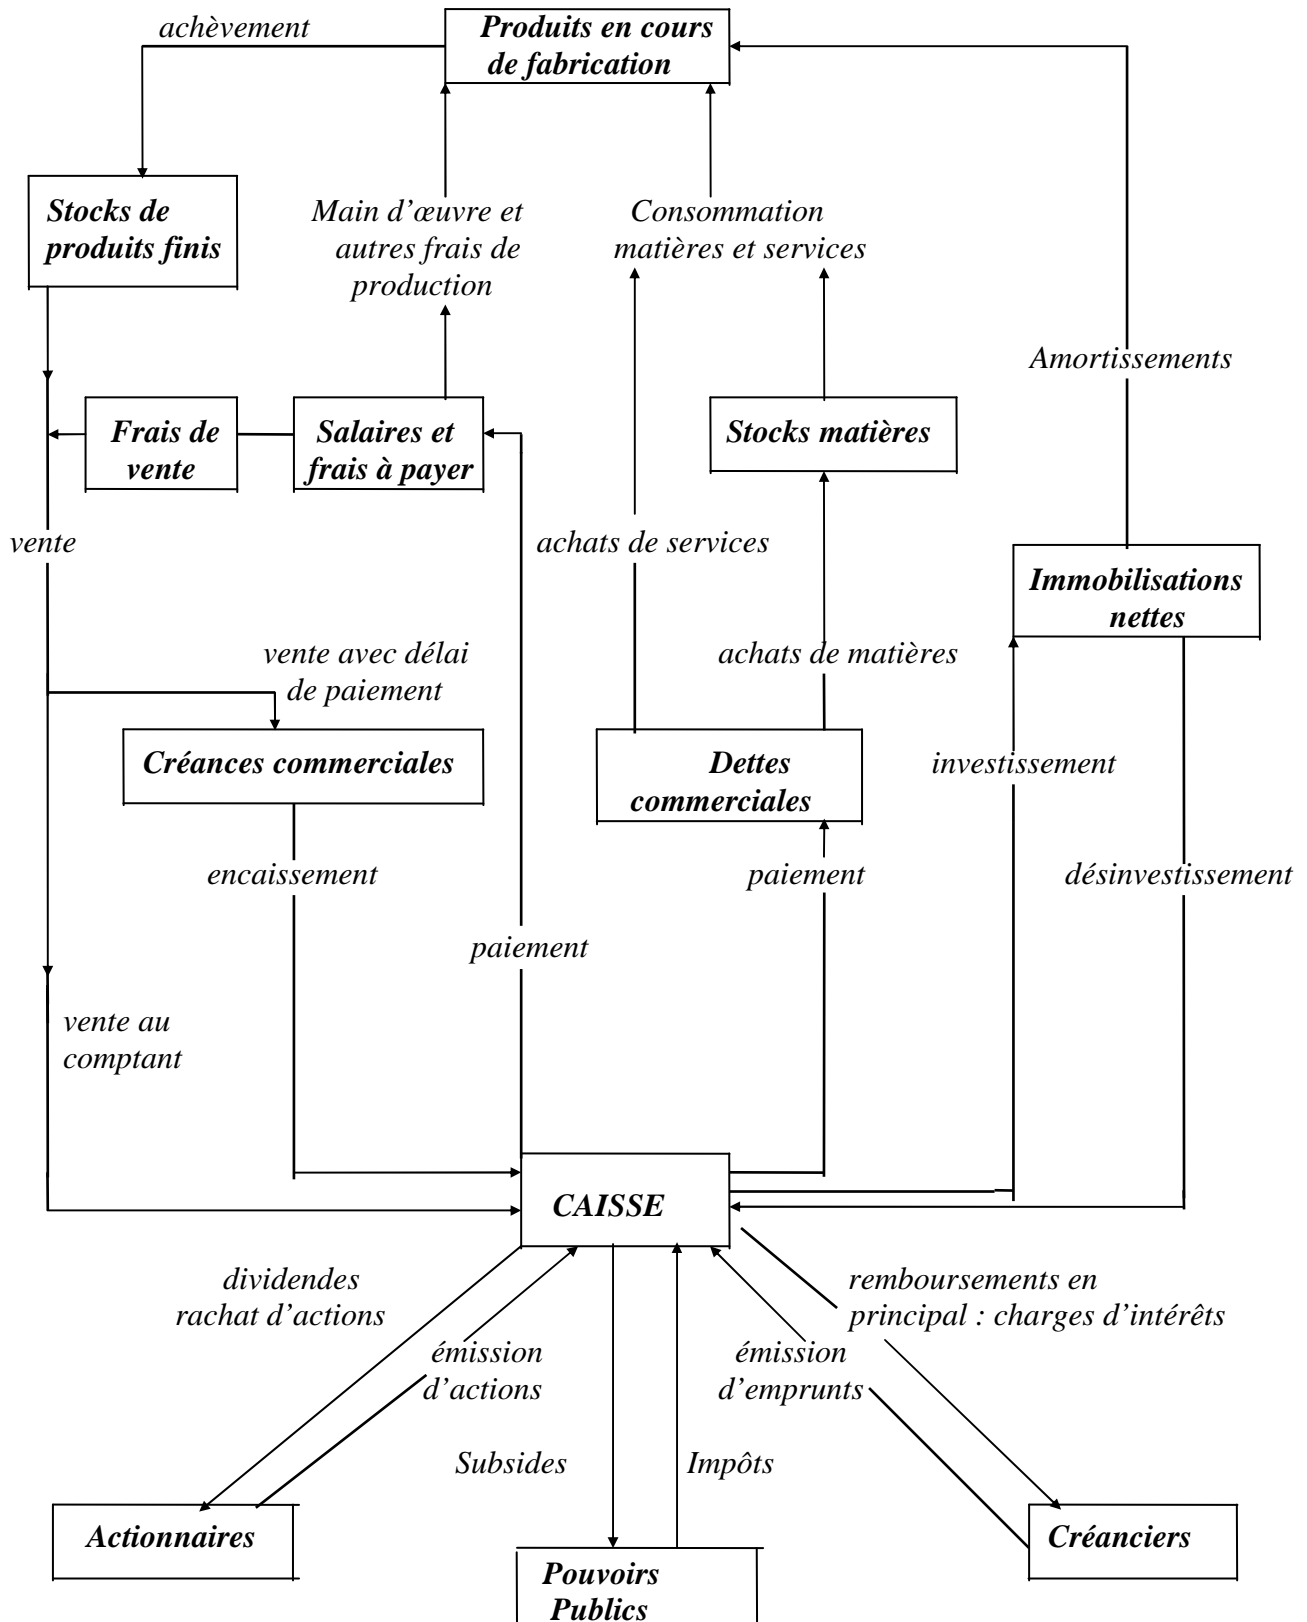 achèvement
Produits en cours
de fabrication
Stocks de
produits finis
Main d’œuvre et
autres frais de
production
Consommation
matières et services
Amortissements
Frais de
vente
Salaires et
frais à payer
Stocks matières
vente
achats de services
Immobilisations
nettes
vente avec délai
de paiement
achats de matières
Créances commerciales
Dettes
commerciales
investissement
encaissement
paiement
désinvestissement
paiement
vente au
comptant
CAISSE
dividendes
rachat d’actions
remboursements en
principal : charges d’intérêts
émission
d’actions
émission
d’emprunts
Subsides
Impôts
Actionnaires
Créanciers
Pouvoirs
Publics